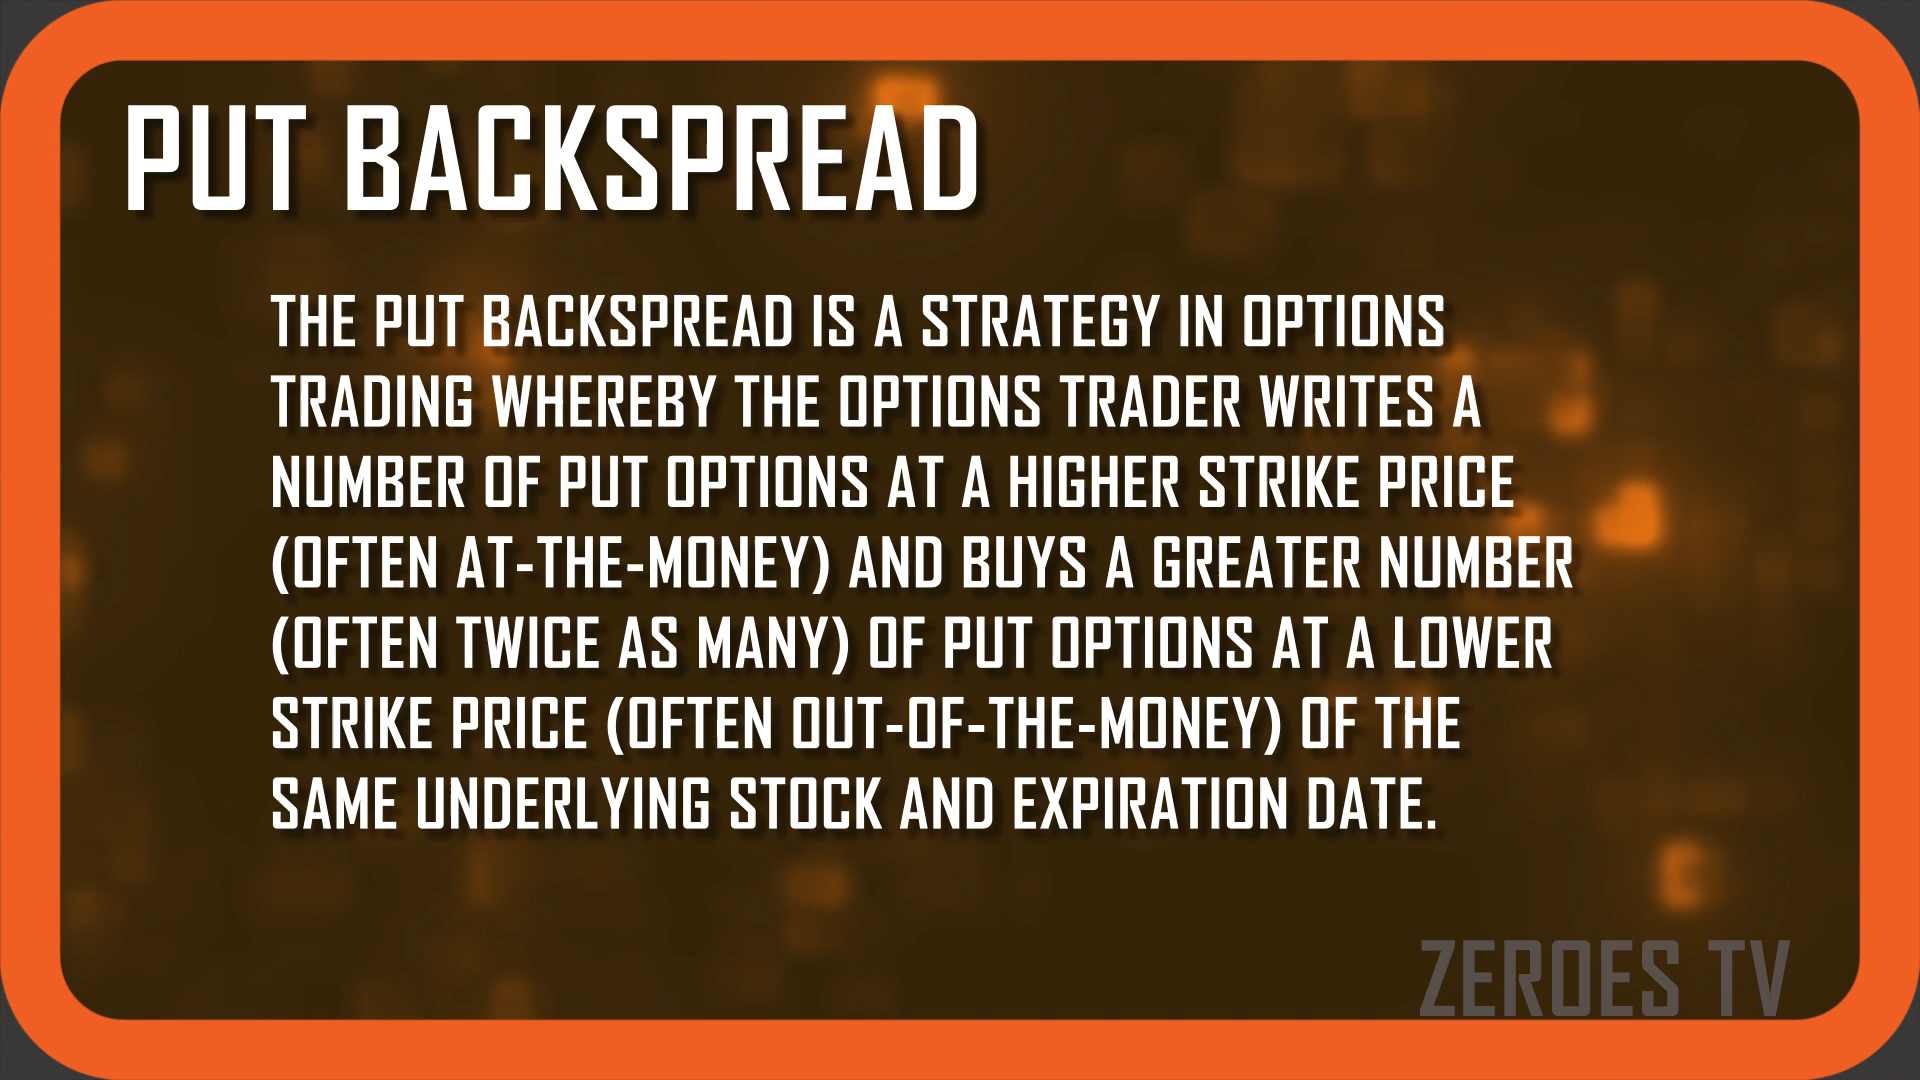 PUT BACKSPREAD
THE PUT BACKSPREAD IS A STRATEGY IN OPTIONS
TRADING WHEREBY THE OPTIONS TRADER WRITES A
NUMBER OF PUT OPTIONS AT A HIGHER STRIKE PRICE
(OFTEN AT-THE-MONEY) AND BUYS A GREATER NUMBER
(OFTEN TWICE AS MANY) OF PUT OPTIONS AT A LOWER
STRIKE PRICE (OFTEN OUT-OF-THE-MONEY) OF THE
SAME UNDERLYING STOCK AND EXPIRATION DATE.
ZEROES TV